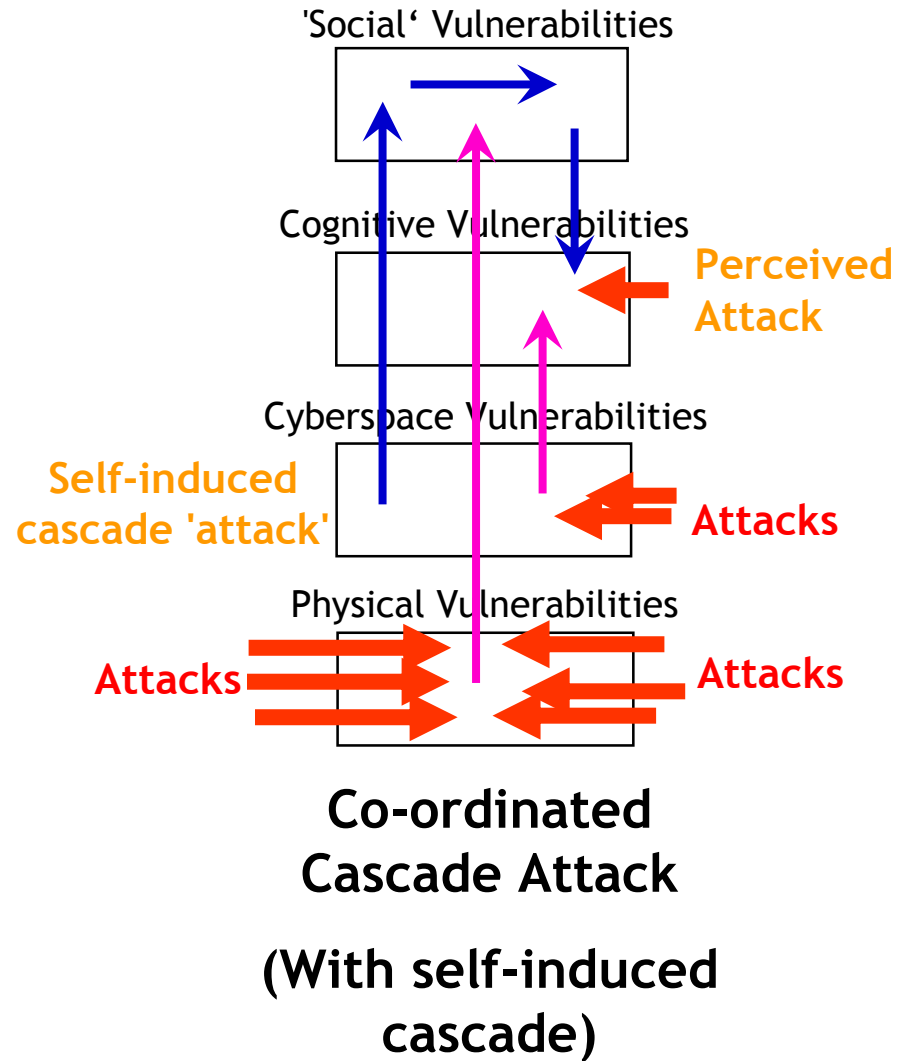 'Social‘ Vulnerabilities
Cognitive Vulnerabilities
Perceived
Attack
Cyberspace Vulnerabilities
Self-induced
cascade 'attack'
Attacks
Physical Vulnerabilities
Attacks
Attacks
Co-ordinated
Cascade Attack
(With self-induced
cascade)